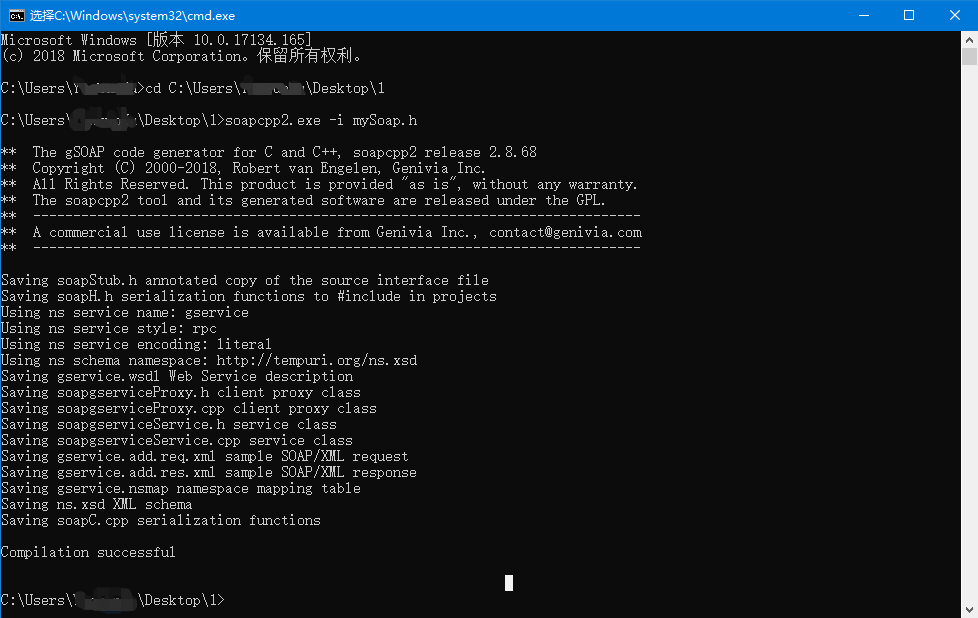 选择C:\Windows\system32\cmd.exe
Microsoft Windows [版本 10.0.17134.165]
(c) 2018 Microsoft Corporation。保留所有权利。
C:\Users\ >cd C:\Users\ \Desktop\1
C:\Users\ \Desktop\1>soapcpp2.exe -i mySoap.h
** The gSOAP code generator for C and C++, soapcpp2 release 2.8.68
** Copyright (C) 2000-2018, Robert van Engelen, Genivia Inc.
** All Rights Reserved. This product is provided "as is", without any warranty.
** The soapcpp2 tool and its generated software are released under the GPL.
** ----------------------------------------------------------------------------
** A commercial use license is available from Genivia Inc., contact@genivia.com
** ----------------------------------------------------------------------------
Saving soapStub.h annotated copy of the source interface file
Saving soapH.h serialization functions to #include in projects
Using ns service name: gservice
Using ns service style: rpc
Using ns service encoding: literal
Using ns schema namespace: http://tempuri.org/ns.xsd
Saving gservice.wsdl Web Service description
Saving soapgserviceProxy.h client proxy class
Saving soapgserviceProxy.cpp client proxy class
Saving soapgserviceService.h service class
Saving soapgserviceService.cpp service class
Saving gservice.add.req.xml sample SOAP/XML request
Saving gservice.add.res.xml sample SOAP/XML response
Saving gservice.nsmap namespace mapping table
Saving ns.xsd XML schema
Saving soapC.cpp serialization functions
Compilation successful
C:\Users\ \Desktop\1>